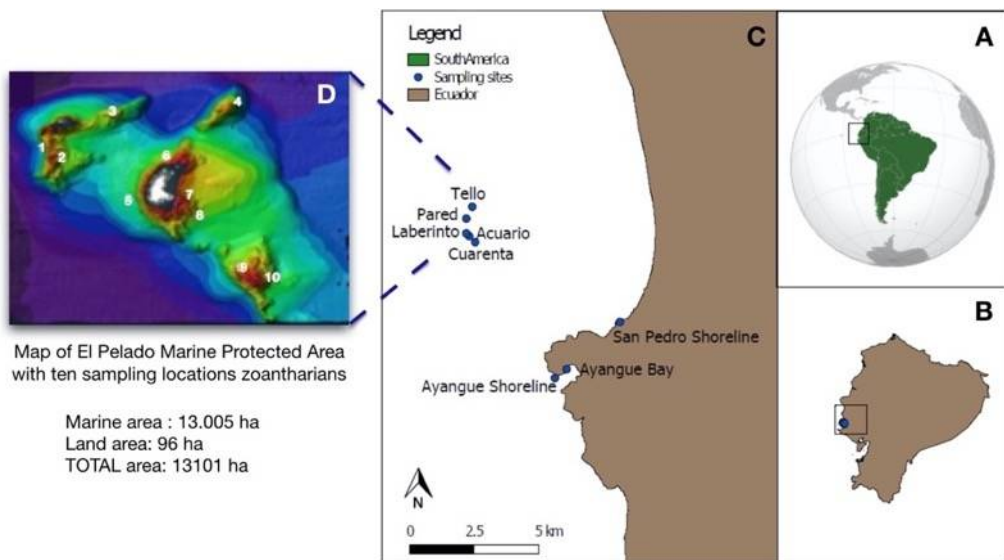 D
3
4
1
2
6
5
7
8
9
10
Map of El Pelado Marine Protected Area
with ten sampling locations zoantharians
Marine area : 13.005 ha
Land area: 96 ha
TOTAL area: 13101 ha
Legend
SouthAmerica
Sampling sites
Ecuador
C
Tello
Pared
Laberinto
Acuario
Cuarenta
San Pedro Shoreline
Ayangue Bay
Ayangue Shoreline
N
0 2.5 5 km
A
B